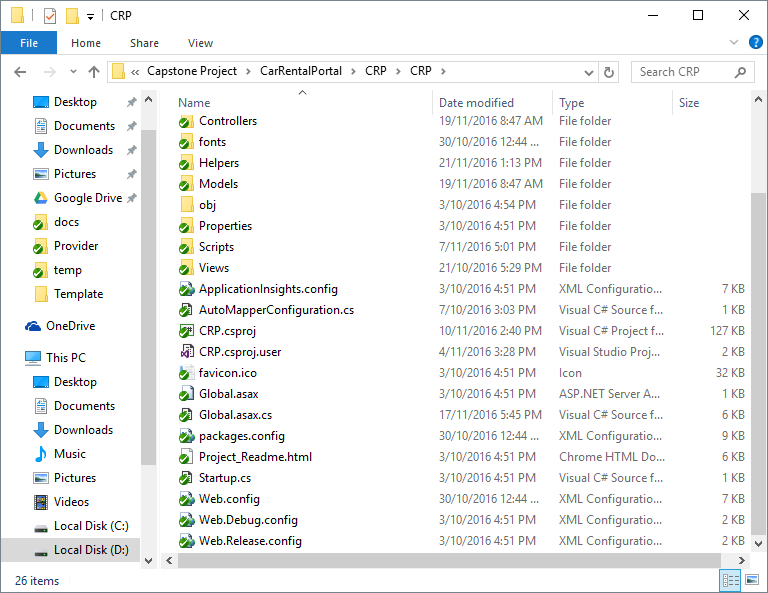 CRP
File Home Share View
« Capstone Project > CarRentalPortal > CRP > CRP > Search CRP
Desktop
Documents
Downloads
Pictures
Google Drive
docs
Provider
temp
Template
OneDrive
This PC
Desktop
Documents
Downloads
Music
Pictures
Videos
Local Disk (C:)
Local Disk (D:)
Name Date modified Type Size
Controllers 19/11/2016 8:47 AM File folder
fonts 30/10/2016 12:44 ... File folder
Helpers 21/11/2016 1:13 PM File folder
Models 19/11/2016 8:47 AM File folder
obj 3/10/2016 4:54 PM File folder
Properties 3/10/2016 4:51 PM File folder
Scripts 7/11/2016 5:01 PM File folder
Views 21/10/2016 5:29 PM File folder
ApplicationInsights.config 3/10/2016 4:51 PM XML Configuratio... 7 KB
AutoMapperConfiguration.cs 7/10/2016 3:03 PM Visual C# Source f... 1 KB
CRP.csproj 10/11/2016 2:40 PM Visual C# Project f... 127 KB
CRP.csproj.user 4/11/2016 3:28 PM Visual Studio Proj... 2 KB
favicon.ico 3/10/2016 4:51 PM Icon 32 KB
Global.asax 3/10/2016 4:51 PM ASP.NET Server A... 1 KB
Global.asax.cs 17/11/2016 5:45 PM Visual C# Source f... 6 KB
packages.config 30/10/2016 12:44 ... XML Configuratio... 9 KB
Project_Readme.html 3/10/2016 4:51 PM Chrome HTML Do... 6 KB
Startup.cs 3/10/2016 4:51 PM Visual C# Source f... 1 KB
Web.config 30/10/2016 12:44 ... XML Configuratio... 7 KB
Web.Debug.config 3/10/2016 4:51 PM XML Configuratio... 2 KB
Web.Release.config 3/10/2016 4:51 PM XML Configuratio... 2 KB
26 items